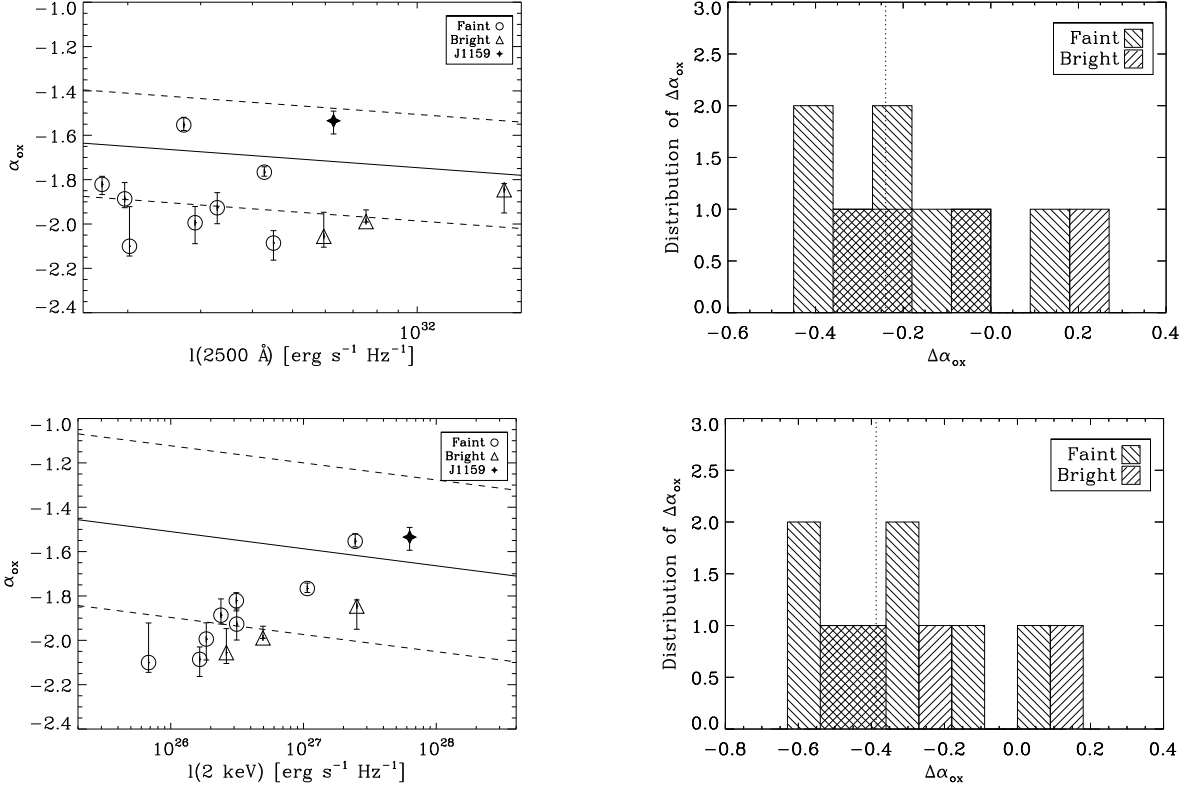 -1.0
-1.2
-1.4
-1.6
-1.8
-2.0
-2.2
-2.4
αox
Faint
Bright
J1159
10³²
l(2500 Å) [erg s⁻¹ Hz⁻¹]
3.0
2.5
2.0
1.5
1.0
0.5
0.0
Distribution of Δαox
Faint
Bright
-0.6 -0.4 -0.2 -0.0 0.2 0.4
Δαox
-1.0
-1.2
-1.4
-1.6
-1.8
-2.0
-2.2
-2.4
αox
Faint
Bright
J1159
10²⁶ 10²⁷ 10²⁸
l(2 keV) [erg s⁻¹ Hz⁻¹]
3.0
2.5
2.0
1.5
1.0
0.5
0.0
Distribution of Δαox
Faint
Bright
-0.8 -0.6 -0.4 -0.2 0.0 0.2 0.4
Δαox